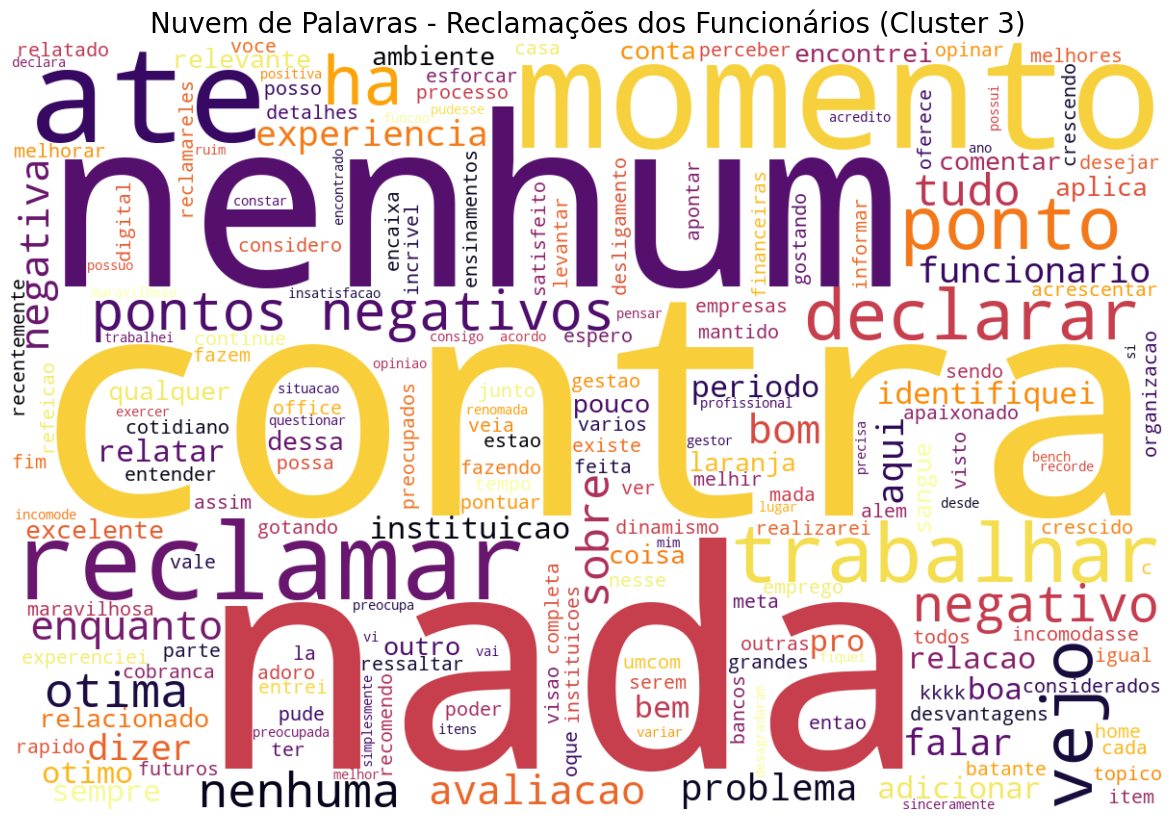 Nuvem de Palavras - Reclamações dos Funcionários (Cluster 3)
relatado
declara
voce
relevante
positiva
posso
detalhes
ambiente
esforcar
processo
pudesse
funcao
casa
conta
perceber
encontrei
opinar
melhores
ate
ha
momento
acredito
oferece
possui
crescendo
ano
melhorar
reclamareles
ruim
experiencia
comentar
desejar
tudo
aplica
nenhum
negativa
digital
possuo
considero
constar
encontrado
encaixa
incrivel
ensinamentos
satisfeito
levantar
desligamento
apontar
financeiras
gostando
informar
ponto
funcionario
acrescentar
recentemente
maravilhose
insatisfacao
pontos negativos
trabalhei
continue
fazem
consigo
acordo
espero
pensar
empresas
mantido
declarar
si
organizacao
contra
refeicao
qualquer
exercer
cotidiano
relatar
entender
situacao
office
questionar
dessa
possa
opiniao
preocupados
junto
renomada
veia
estao
fazendo
tempo
pontuar
gestao
pouco
varios
existe
feita
ver
periodo
profissional
gestor
laranja
melhir
mada
lugar
bom
identifiquei
sendo
apaixonado
precisa
aqui
sangue
visto
alem
desde
bench
recorde
fim
assim
incomode
excelente
gotando
instituicao
sobre
dinamismo
realizarei
crescido
reclamar
vale
coisa
mim
nesse
trabalhar
c
emprego
maravilhosa
enquanto
experenciei
parte
cobranca
preocupa
vi
outro
vai
ressaltar
completa
visao
instituicoes
oque
nada
meta
outras
pro
grandes
fiquei
negativo
todos
incomodasse
igual
relacao
kkkk
boa
considerados
desvantagens
vejo
otima
relacionado
la
adoro
entrei
pude
preocupada
ter
simplesmente
recomendo
poder
itens
umcom
serem
bem
variar
bancos
desagradaram
entao
falar
home
cada
rapido
dizer
otimo
futuros
sempre
nenhuma
melhor
avaliacao
problema
adicionar
batante
topico
item
sinceramente